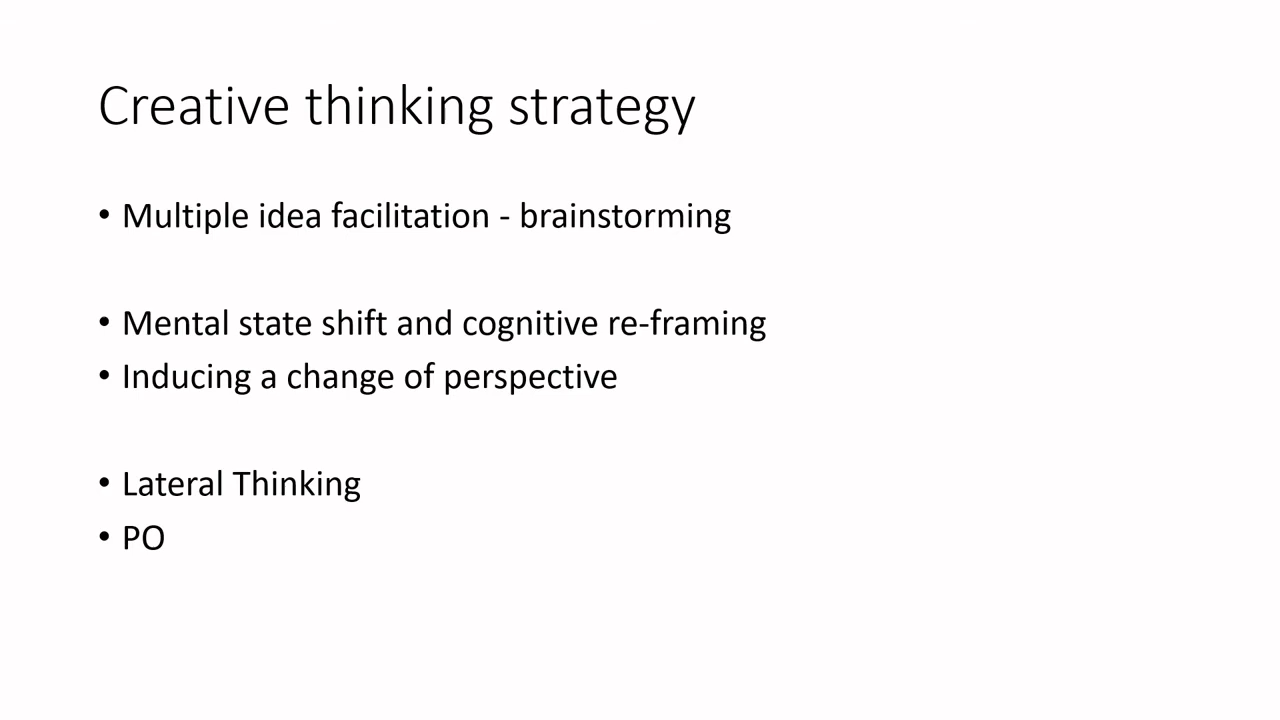 Creative thinking strategy
• Multiple idea facilitation - brainstorming
• Mental state shift and cognitive re-framing
• Inducing a change of perspective
• Lateral Thinking
• PO